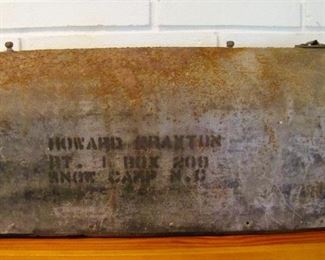 HOWARD BRAXTON
RT. 1 BOX 200
SNOW CAMP N.C